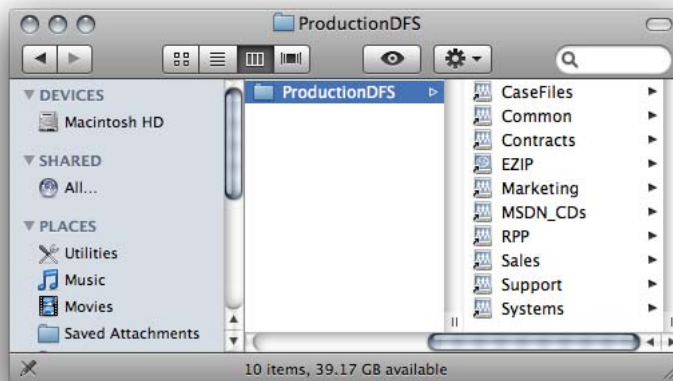 ProductionDFS
DEVICES
Macintosh HD
SHARED
All...
PLACES
Utilities
Music
Movies
Saved Attachments
ProductionDFS
CaseFiles
Common
Contracts
EZIP
Marketing
MSDN_CDs
RPP
Sales
Support
Systems
10 items, 39.17 GB available